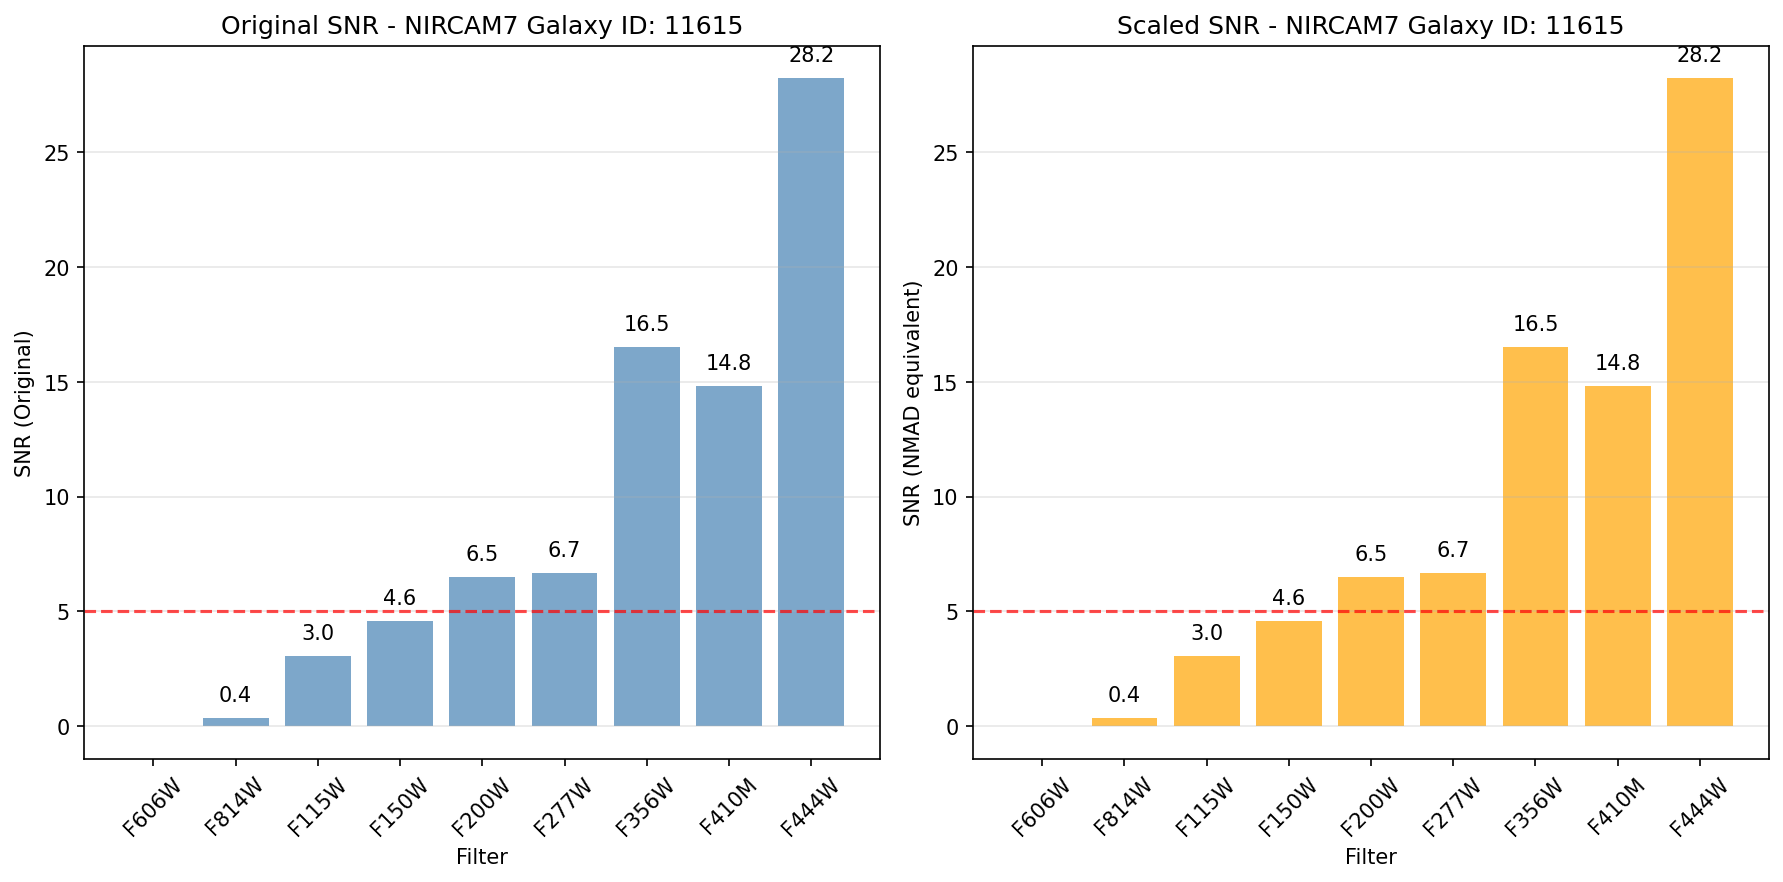 Original SNR - NIRCAM7 Galaxy ID: 11615
SNR (Original)
25
20
15
10
5
0
0.4
3.0
4.6
6.5
6.7
16.5
14.8
28.2
F606W
F814W
F115W
F150W
F200W
F277W
F356W
F410M
F444W
Filter
Scaled SNR - NIRCAM7 Galaxy ID: 11615
SNR (NMAD equivalent)
25
20
15
10
5
0
0.4
3.0
4.6
6.5
6.7
16.5
14.8
28.2
F606W
F814W
F115W
F150W
F200W
F277W
F356W
F410M
F444W
Filter